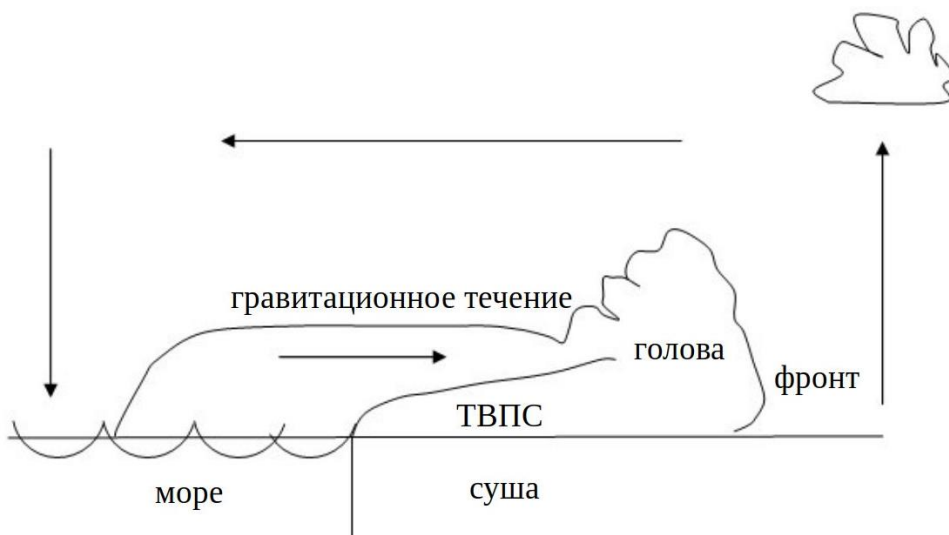 гравитационное течение
голова
фронт
ТВПС
море
суша